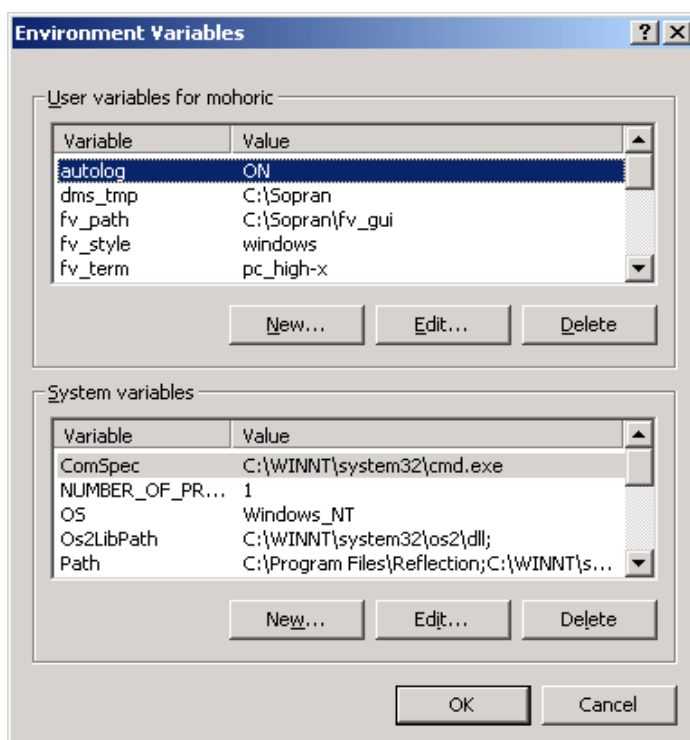 Environment Variables
User variables for mohoric
Variable Value
autolog ON
dms_tmp C:\Sopran
fv_path C:\Sopran\fv_gui
fv_style windows
fv_term pc_high-x
New... Edit... Delete
System variables
Variable Value
ComSpec C:\WINNT\system32\cmd.exe
NUMBER_OF_PR... 1
OS Windows_NT
Os2LibPath C:\WINNT\system32\os2\dll;
Path C:\Program Files\Reflection;C:\WINNT\s...
New... Edit... Delete
OK Cancel